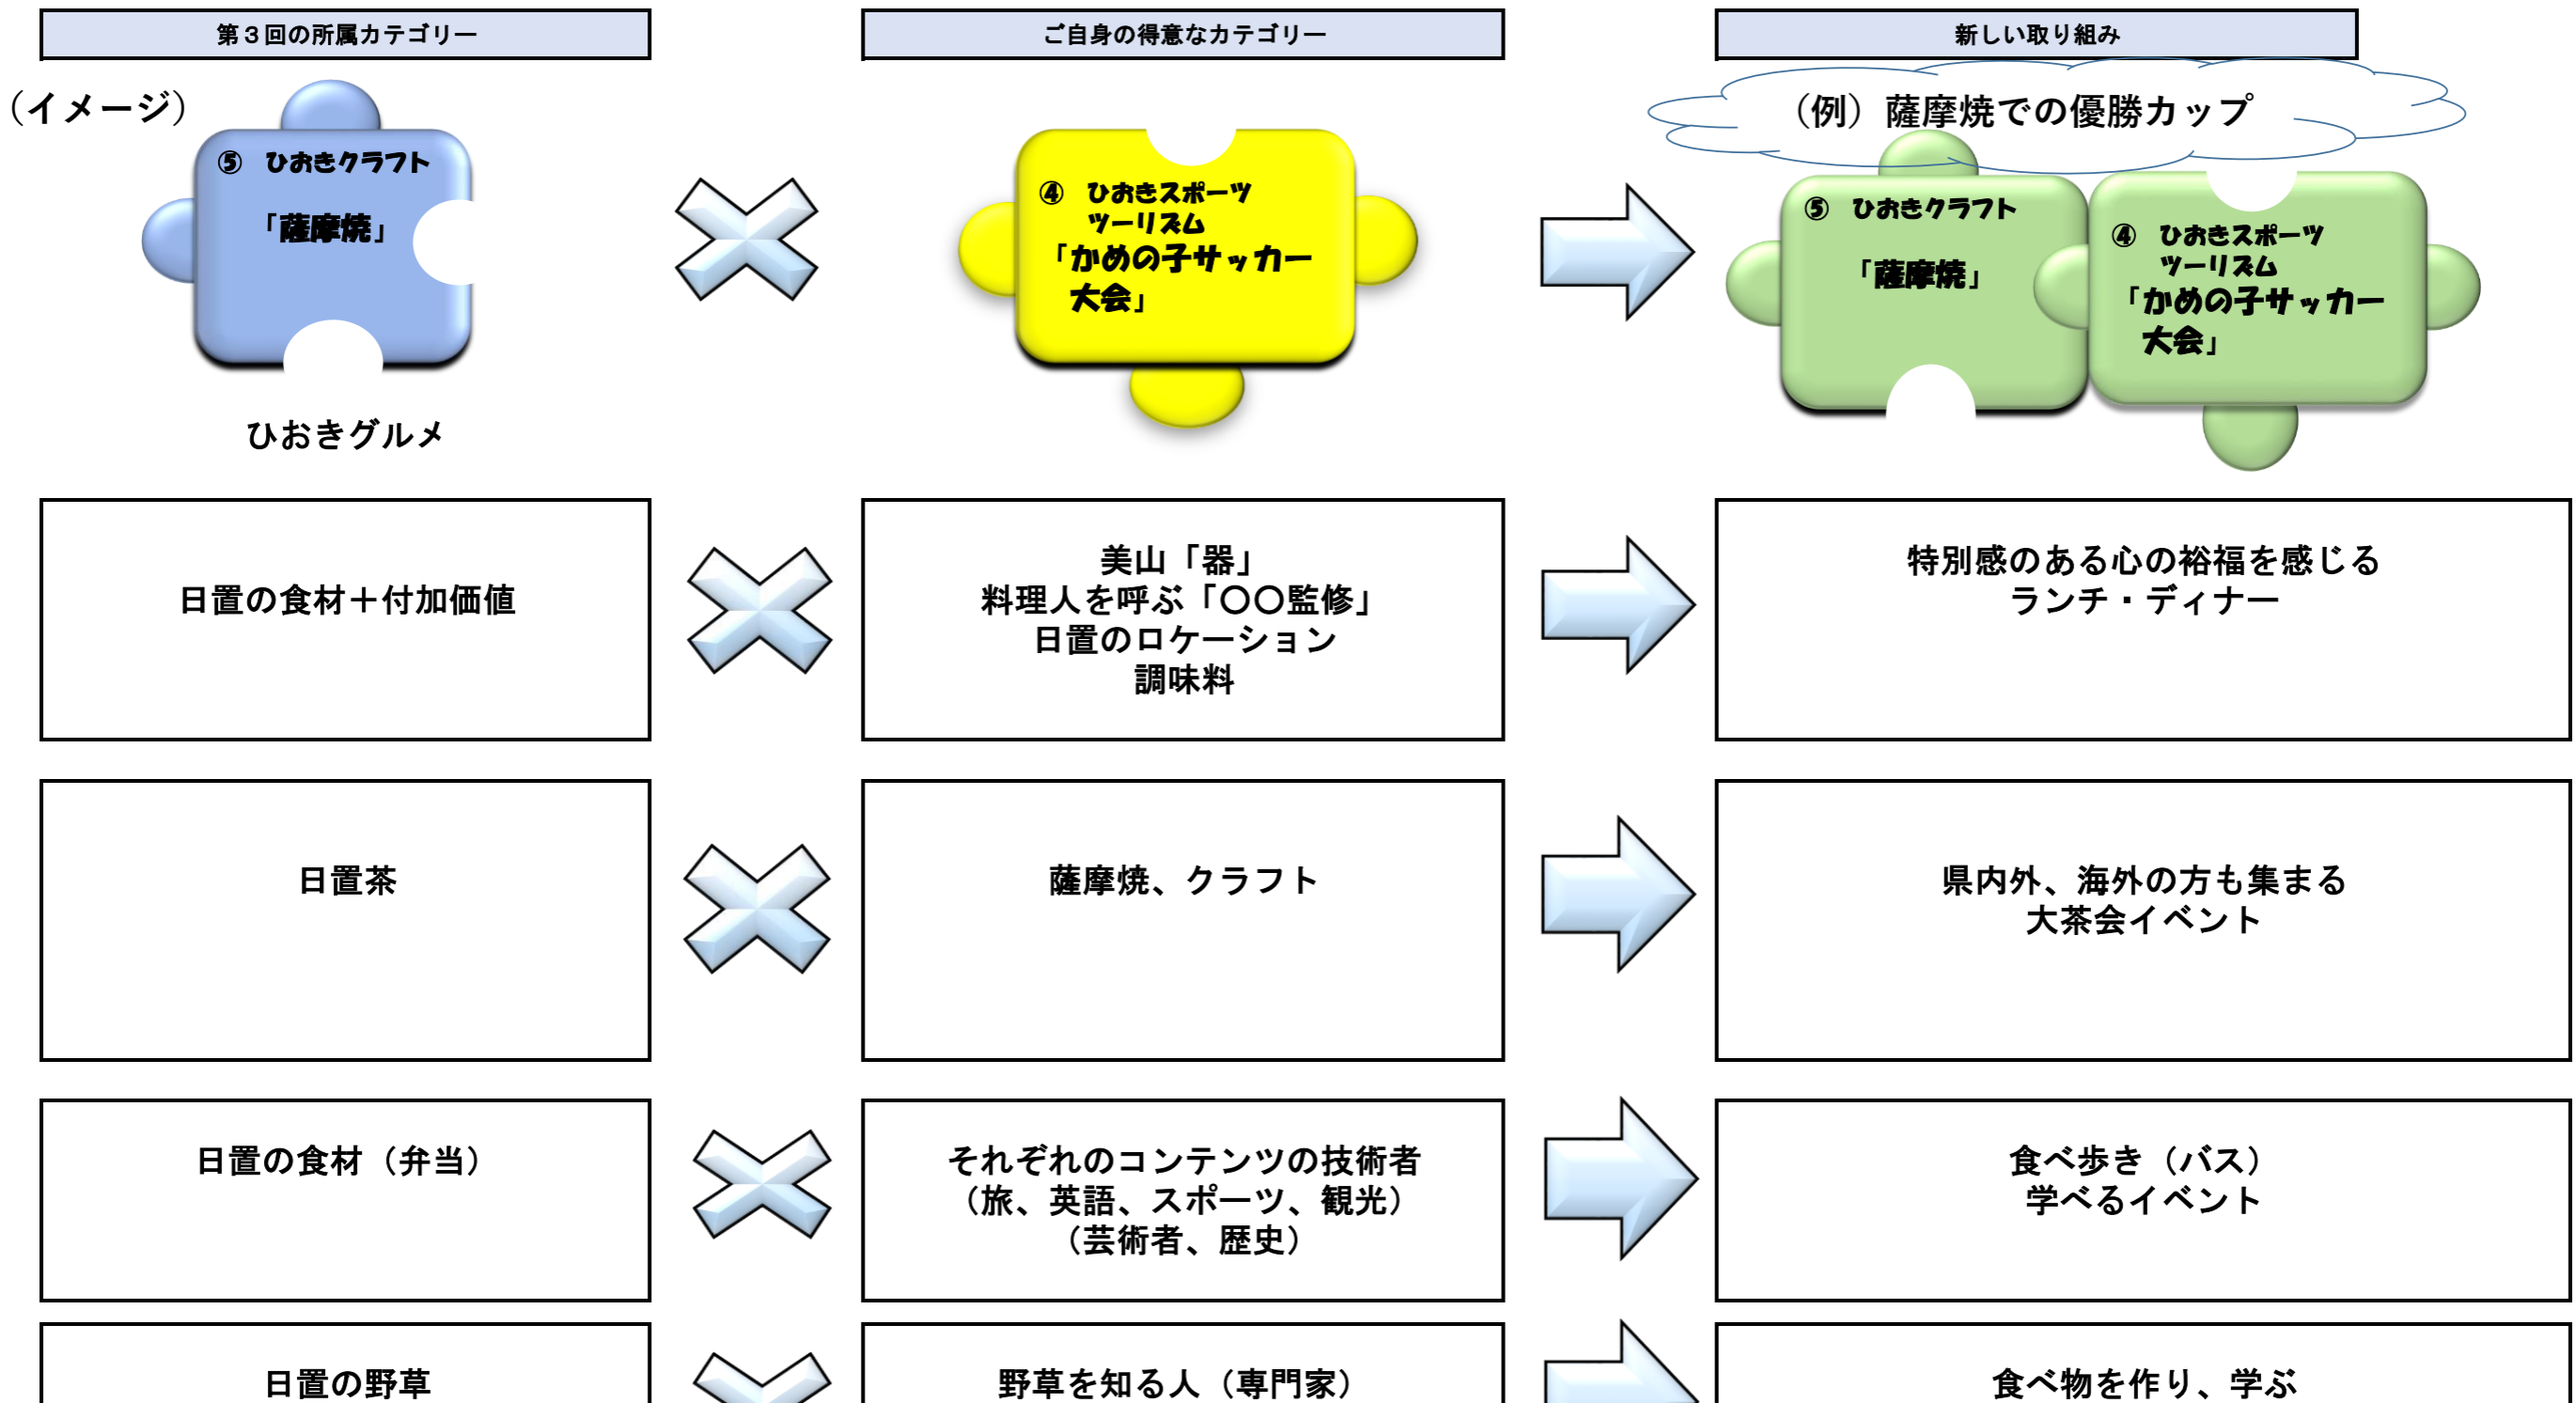 第３回の所属カテゴリー
ご自身の得意なカテゴリー
新しい取り組み
（イメージ）
⑤　ひおきクラフト
「薩摩焼」
④　ひおきスポーツ
ツーリズム
「かめの子サッカー
大会」
（例）薩摩焼での優勝カップ
⑤　ひおきクラフト
「薩摩焼」
④　ひおきスポーツ
ツーリズム
「かめの子サッカー
大会」
ひおきグルメ
日置の食材＋付加価値
美山「器」
料理人を呼ぶ「〇〇監修」
日置のロケーション
調味料
特別感のある心の裕福を感じる
ランチ・ディナー
日置茶
薩摩焼、クラフト
県内外、海外の方も集まる
大茶会イベント
日置の食材（弁当）
それぞれのコンテンツの技術者
（旅、英語、スポーツ、観光）
（芸術者、歴史）
食べ歩き（バス）
学べるイベント
日置の野草
野草を知る人（専門家）
食べ物を作り、学ぶ